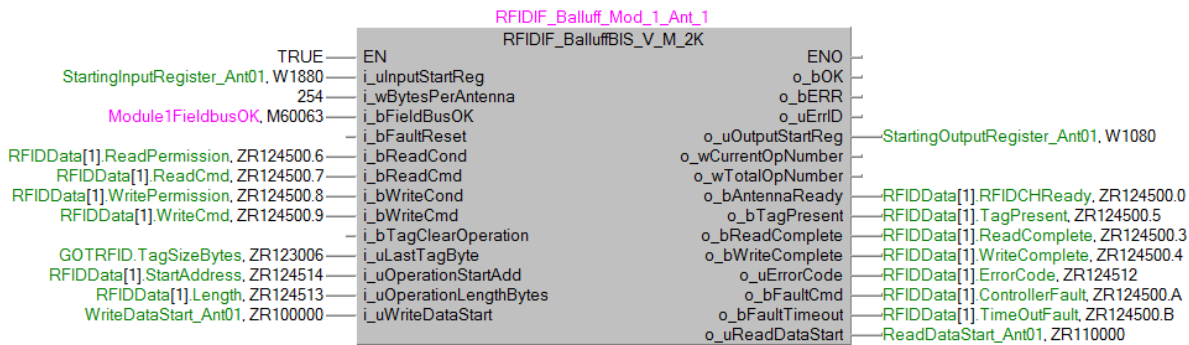 RFIDIF_Balluff_Mod_1_Ant_1
RFIDIF_BalluffBIS_V_M_2K
TRUE EN ENO
StartingInputRegister_Ant01, W1880 i_uInputStartReg o_bOK
254 i_wBytesPerAntenna o_bERR
Module1FieldbusOK, M60063 i_bFieldBusOK o_uErrID
i_bFaultReset o_uOutputStartReg StartingOutputRegister_Ant01, W1080
RFIDData[1].ReadPermission, ZR124500.6 i_bReadCond o_wCurrentOpNumber
RFIDData[1].ReadCmd, ZR124500.7 i_bReadCmd o_wTotalOpNumber
RFIDData[1].WritePermission, ZR124500.8 i_bWriteCond o_bAntennaReady RFIDData[1].RFIDCHReady, ZR124500.0
RFIDData[1].WriteCmd, ZR124500.9 i_bWriteCmd o_bTagPresent RFIDData[1].TagPresent, ZR124500.5
i_bTagClearOperation o_bReadComplete RFIDData[1].ReadComplete, ZR124500.3
GOTRFID.TagSizeBytes, ZR123006 i_uLastTagByte o_bWriteComplete RFIDData[1].WriteComplete, ZR124500.4
RFIDData[1].StartAddress, ZR124514 i_uOperationStartAdd o_uErrorCode RFIDData[1].ErrorCode, ZR124512
RFIDData[1].Length, ZR124513 i_uOperationLengthBytes o_bFaultCmd RFIDData[1].ControllerFault, ZR124500.A
WriteDataStart_Ant01, ZR100000 i_uWriteDataStart o_bFaultTimeout RFIDData[1].TimeOutFault, ZR124500.B
o_uReadDataStart ReadDataStart_Ant01, ZR110000